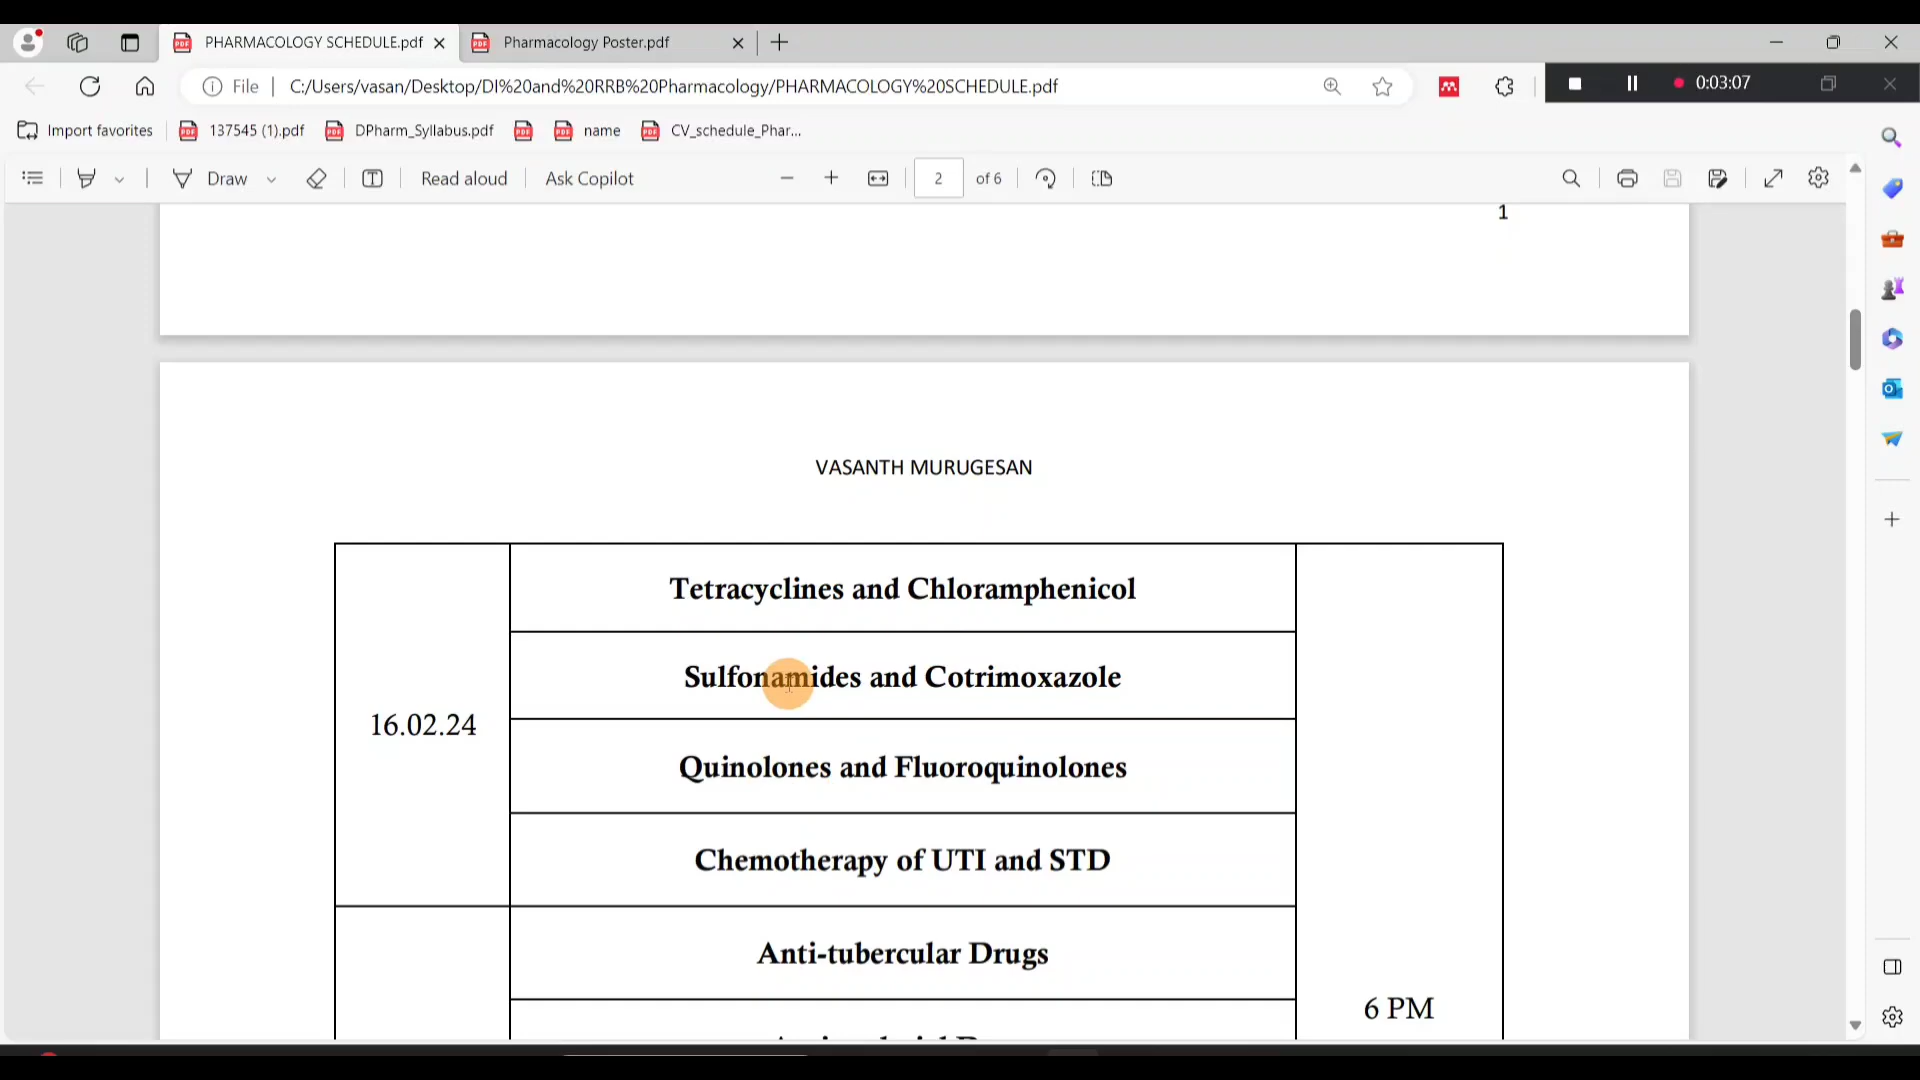 PHARMACOLOGY SCHEDULE.pdf
Pharmacology Poster.pdf
File
C:/Users/vasan/Desktop/DI%20and%20RRB%20Pharmacology/PHARMACOLOGY%20SCHEDULE.pdf
0:03:07
Import favorites
137545 (1).pdf
DPharm_Syllabus.pdf
name
CV_schedule_Phar...
Draw
Read aloud
Ask Copilot
2
of 6
1
VASANTH MURUGESAN
Tetracyclines and Chloramphenicol
Sulfonamides and Cotrimoxazole
16.02.24
Quinolones and Fluoroquinolones
Chemotherapy of UTI and STD
Anti-tubercular Drugs
6 PM